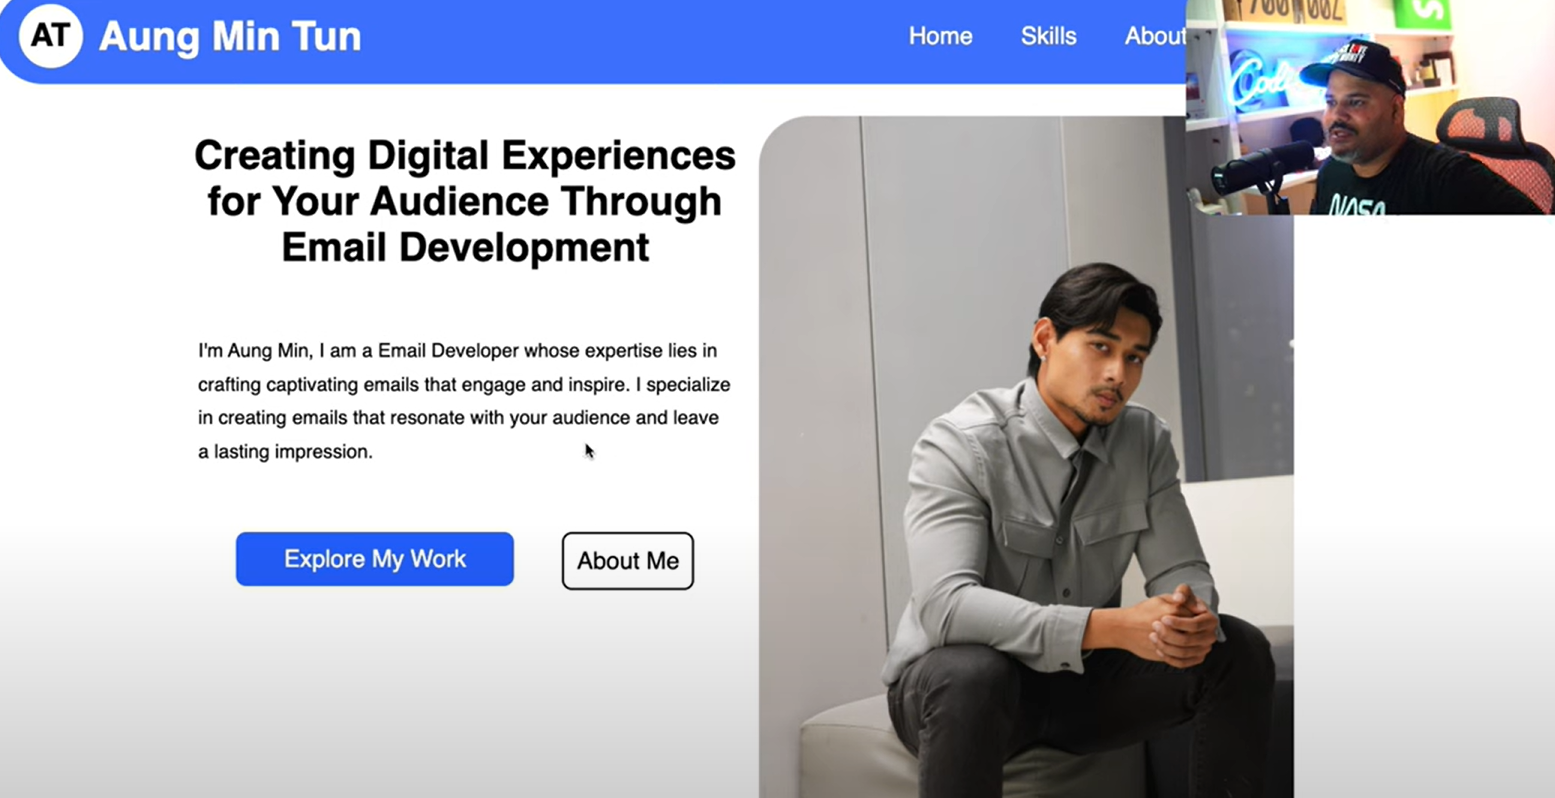 AT Aung Min Tun
Home Skills About
Creating Digital Experiences
for Your Audience Through
Email Development
I'm Aung Min, I am a Email Developer whose expertise lies in
crafting captivating emails that engage and inspire. I specialize
in creating emails that resonate with your audience and leave
a lasting impression.
Explore My Work
About Me
NASA